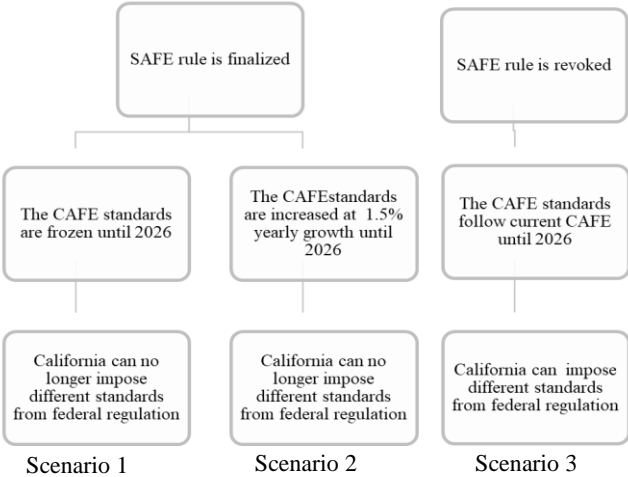 SAFE rule is finalized
SAFE rule is revoked
The CAFE standards
are frozen until 2026
The CAFEstandards
are increased at 1.5%
yearly growth until
2026
The CAFE standards
follow current CAFE
until 2026
California can no
longer impose
different standards
from federal regulation
California can no
longer impose
different standards
from federal regulation
California can impose
different standards
from federal regulation
Scenario 1
Scenario 2
Scenario 3